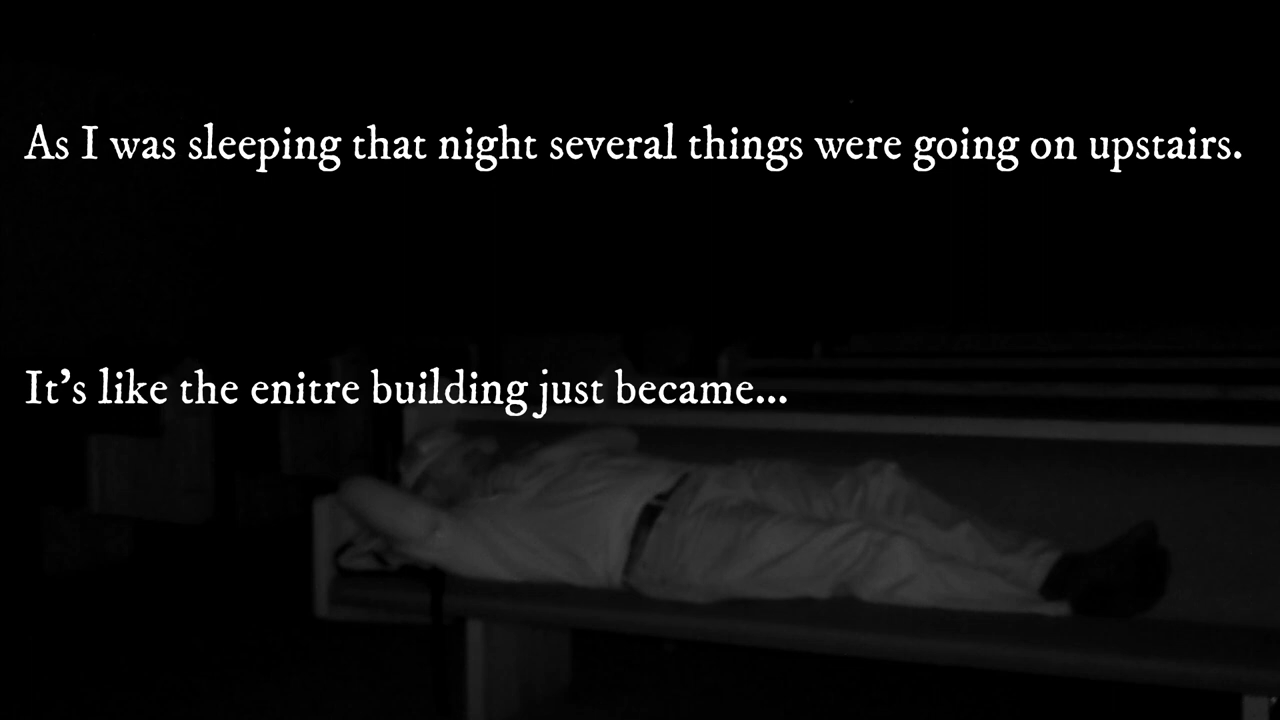 As I was sleeping that night several things were going on upstairs.
It's like the enitre building just became...